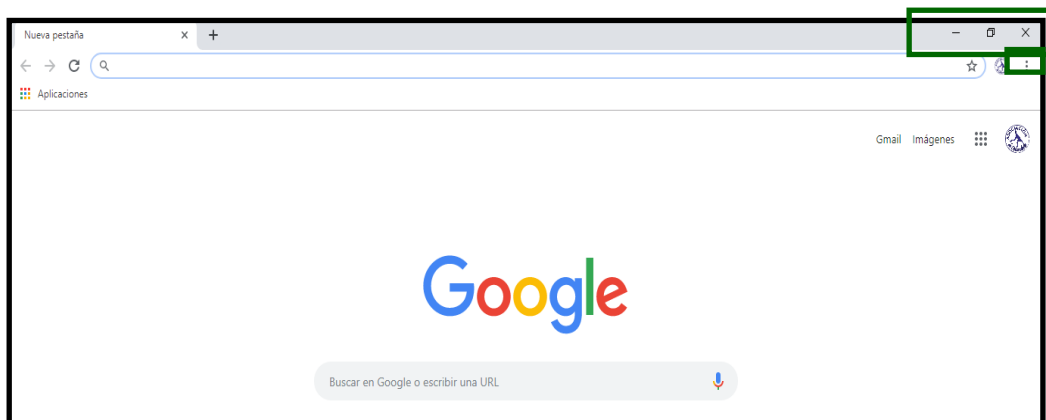 Nueva pestaña
Aplicaciones
Gmail Imágenes
Google
Buscar en Google o escribir una URL